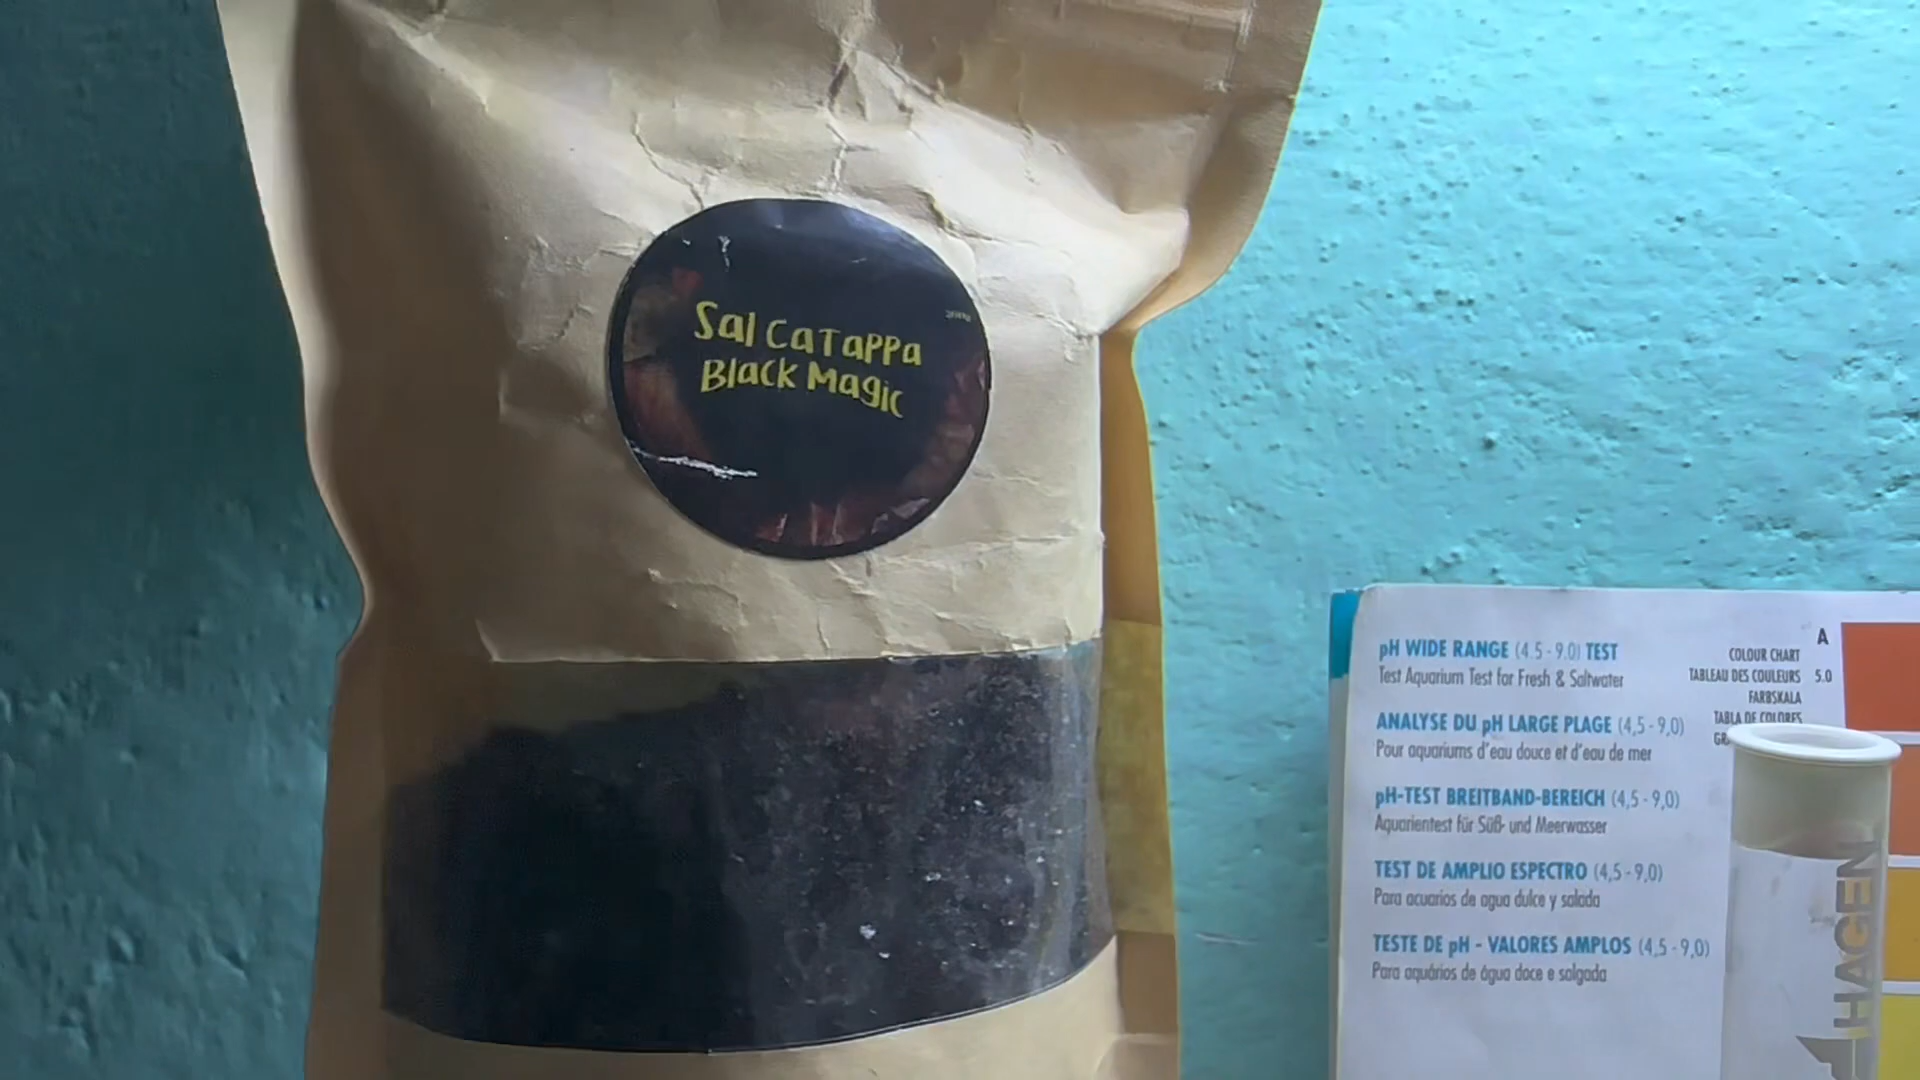 Sal Catappa
Black Magic
pH WIDE RANGE (4.5 - 9.0) TEST
Test Aquarium Test for Fresh & Saltwater
ANALYSE DU pH LARGE PLAGE (4,5 - 9,0)
Pour aquariums d'eau douce et d'eau de mer
pH-TEST BREITBAND-BEREICH (4,5 - 9,0)
Aquarientest für Süß- und Meerwasser
TEST DE AMPLIO ESPECTRO (4,5 - 9,0)
Para acuarios de agua dulce y salada
TESTE DE pH - VALORES AMPLOS (4,5 - 9,0)
Para aquários de água doce e salgada
COLOUR CHART
TABLEAU DES COULEURS
FARBSKALA
TABLA DE COLORES
A
5.0
HAGEN